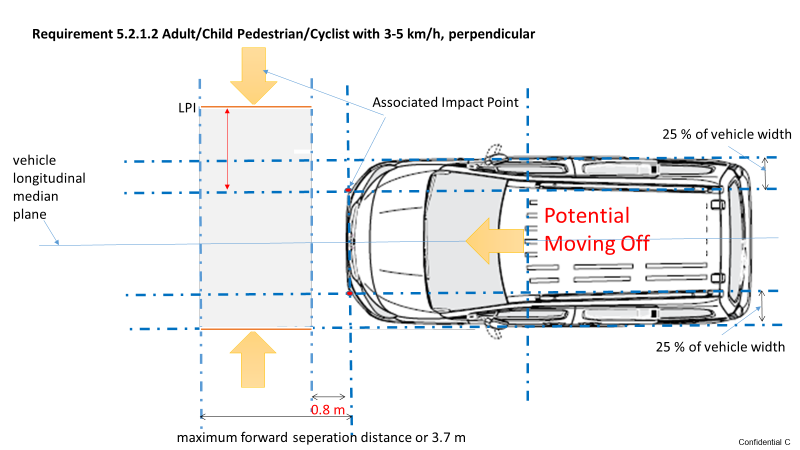 Requirement 5.2.1.2 Adult/Child Pedestrian/Cyclist with 3-5 km/h, perpendicular
LPI
Associated Impact Point
25 % of vehicle width
vehicle
longitudinal
median
plane
Potential
Moving Off
25 % of vehicle width
0.8 m
maximum forward seperation distance or 3.7 m
Confidential C